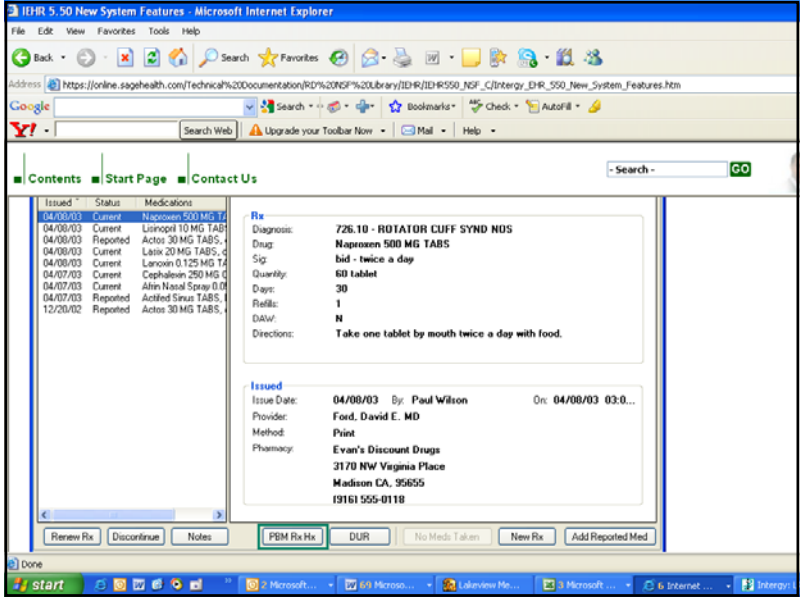 IEHR 5.50 New System Features - Microsoft Internet Explorer
File Edit View Favorites Tools Help
Back Search Favorites
Address https://online.sagehealth.com/Technical%20Documentation/RD%20NSF%20Library/IEHR/IEHR550_NSF_C/Intergy_EHR_550_New_System_Features.htm
Google Search Bookmarks Check AutoFill
Y! Search Web Upgrade your Toolbar Now Mail Help
Contents Start Page Contact Us - Search - GO
Issued Status Medications
04/08/03 Current Naproxen 500 MG TA
04/08/03 Current Lisinopril 10 MG TAB
04/08/03 Reported Actos 30 MG TABS,
04/08/03 Current Lasix 20 MG TABS,
04/08/03 Current Lanoxin 0.125 MG TA
04/07/03 Current Cephalexin 250 MG C
04/07/03 Current Afrin Nasal Spray 0.0
04/07/03 Reported Actifed Sinus TABS,
12/20/02 Reported Actos 30 MG TABS,
Rx
Diagnosis: 726.10 - ROTATOR CUFF SYND NOS
Drug: Naproxen 500 MG TABS
Sig: bid - twice a day
Quantity: 60 tablet
Days: 30
Refills: 1
DAW: N
Directions: Take one tablet by mouth twice a day with food.
Issued
Issue Date: 04/08/03 By: Paul Wilson On: 04/08/03 03:0...
Provider: Ford, David E. MD
Method: Print
Pharmacy: Evan's Discount Drugs
3170 NW Virginia Place
Madison CA, 95655
(916) 555-0118
Renew Rx Discontinue Notes PBM Rx Hx DUR No Meds Taken New Rx Add Reported Med
Done
start 2 Microsoft... 69 Microso... Lakeview Me... 3 Microsoft ... 6 Internet ... Intergy: